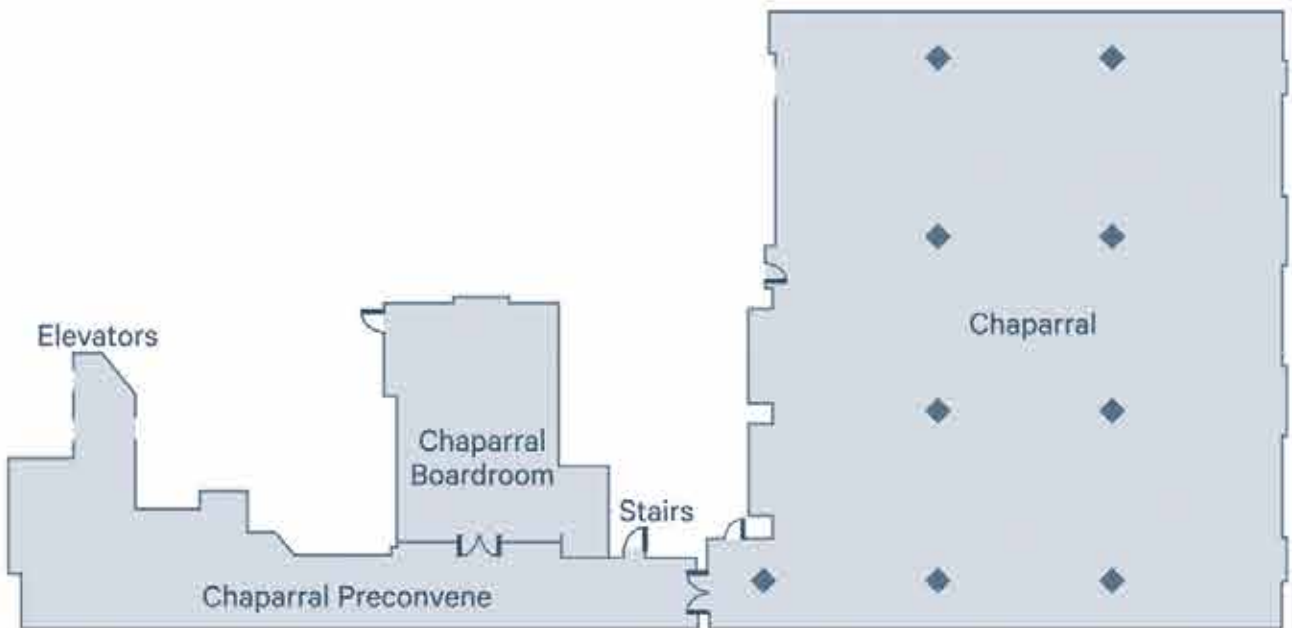 Elevators
Chaparral
Boardroom
Stairs
Chaparral Preconvene
Chaparral